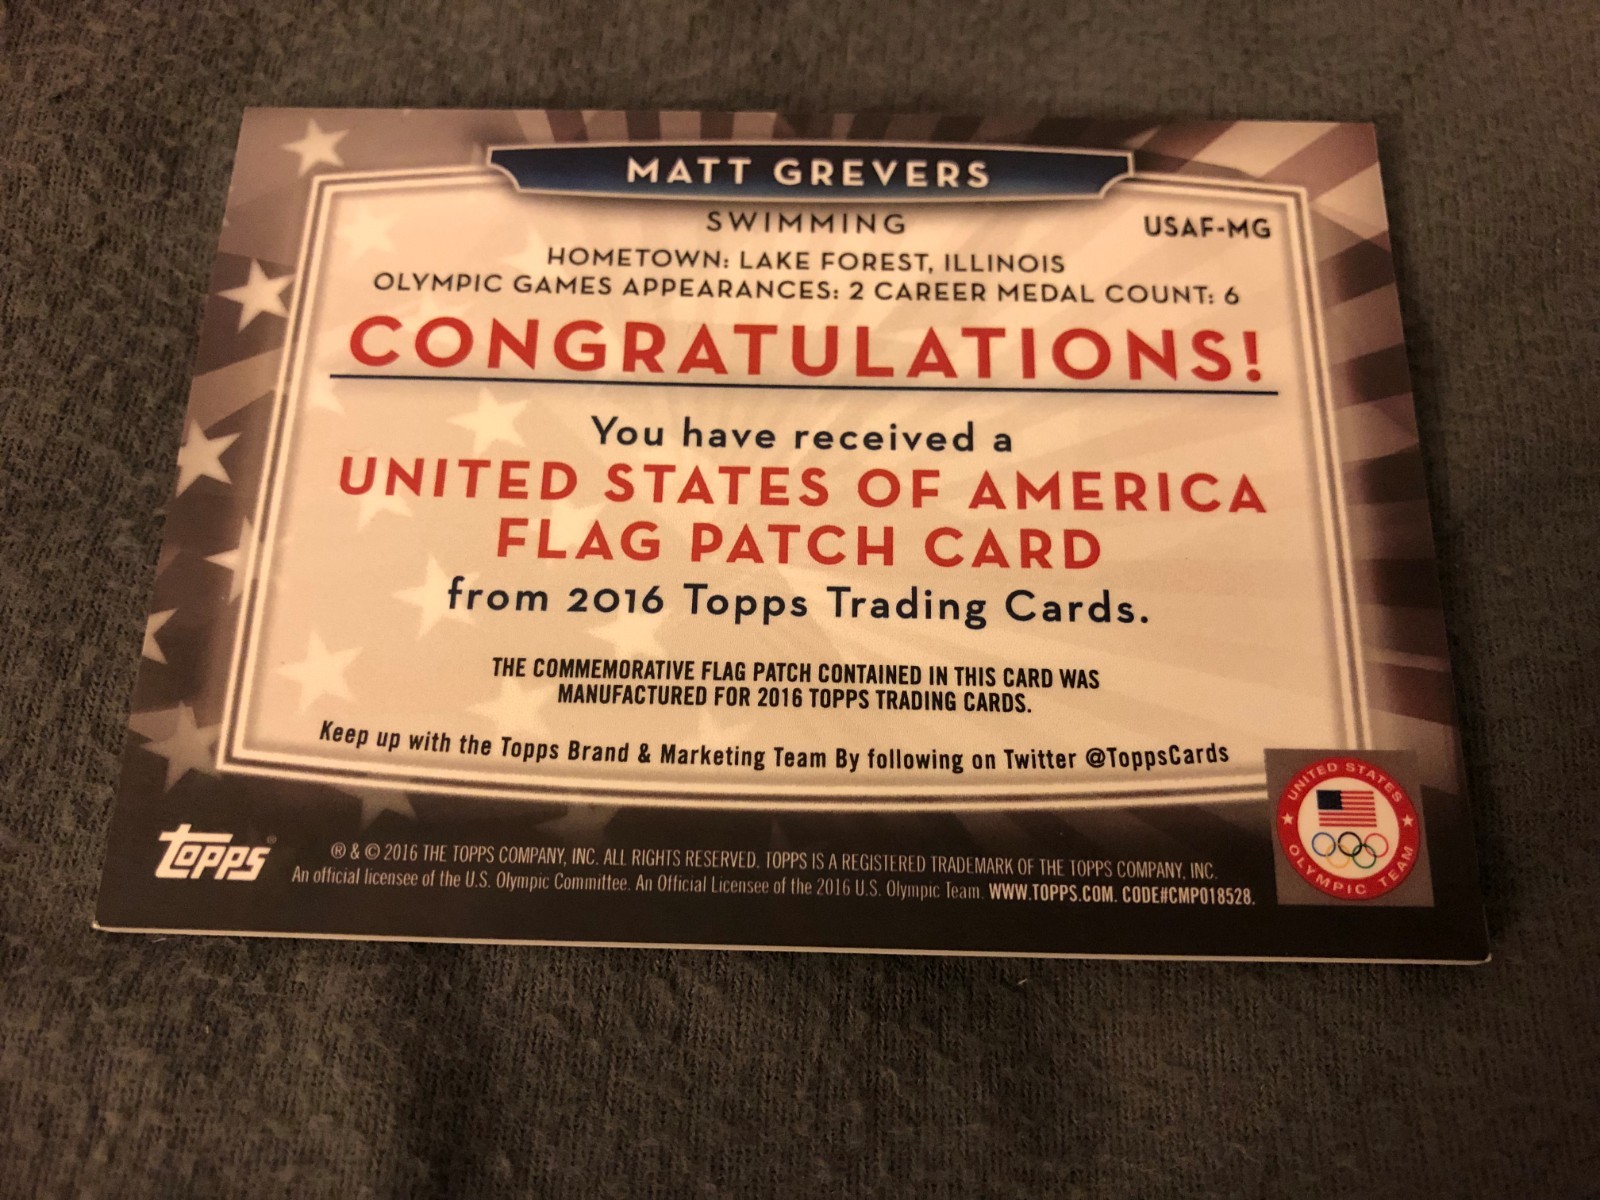 MATT GREVERS
SWIMMING
USAF-MG
HOMETOWN: LAKE FOREST, ILLINOIS
OLYMPIC GAMES APPEARANCES: 2 CAREER MEDAL COUNT: 6
CONGRATULATIONS!
You have received a
UNITED STATES OF AMERICA
FLAG PATCH CARD
from 2016 Topps Trading Cards.
THE COMMEMORATIVE FLAG PATCH CONTAINED IN THIS CARD WAS
MANUFACTURED FOR 2016 TOPPS TRADING CARDS.
Keep up with the Topps Brand & Marketing Team By following on Twitter @ToppsCards
UNITED STATES
OLYMPIC TEAM
Topps®
® & © 2016 THE TOPPS COMPANY, INC. ALL RIGHTS RESERVED. TOPPS IS A REGISTERED TRADEMARK OF THE TOPPS COMPANY, INC.
An official licensee of the U.S. Olympic Committee. An Official Licensee of the 2016 U.S. Olympic Team. WWW.TOPPS.COM. CODE#CMP018528.